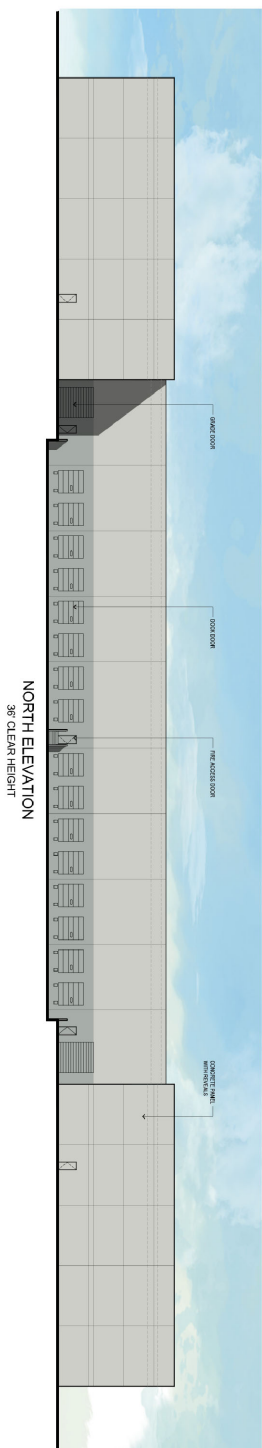 GRADE DOOR
DOCK DOOR
FIRE ACCESS DOOR
CONCRETE PANEL
WITH REVEALS
NORTH ELEVATION
36' CLEAR HEIGHT